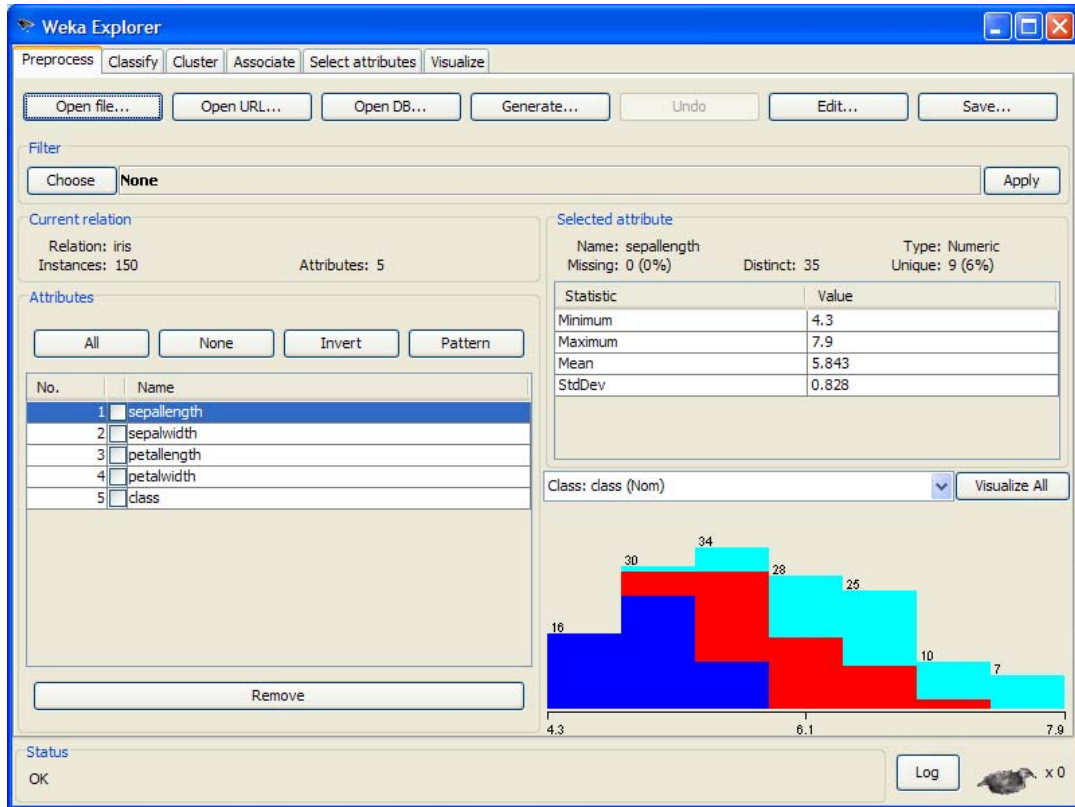 Weka Explorer
Preprocess Classify Cluster Associate Select attributes Visualize
Open file... Open URL... Open DB... Generate... Undo Edit... Save...
Filter
Choose None Apply
Current relation
Relation: iris
Instances: 150 Attributes: 5
Attributes
All None Invert Pattern
No. Name
1 sepallength
2 sepalwidth
3 petallength
4 petalwidth
5 class
Remove
Selected attribute
Name: sepallength Type: Numeric
Missing: 0 (0%) Distinct: 35 Unique: 9 (6%)
Statistic Value
Minimum 4.3
Maximum 7.9
Mean 5.843
StdDev 0.828
Class: class (Nom) Visualize All
16 30 34 28 25 10 7
4.3 6.1 7.9
Status
OK Log x 0